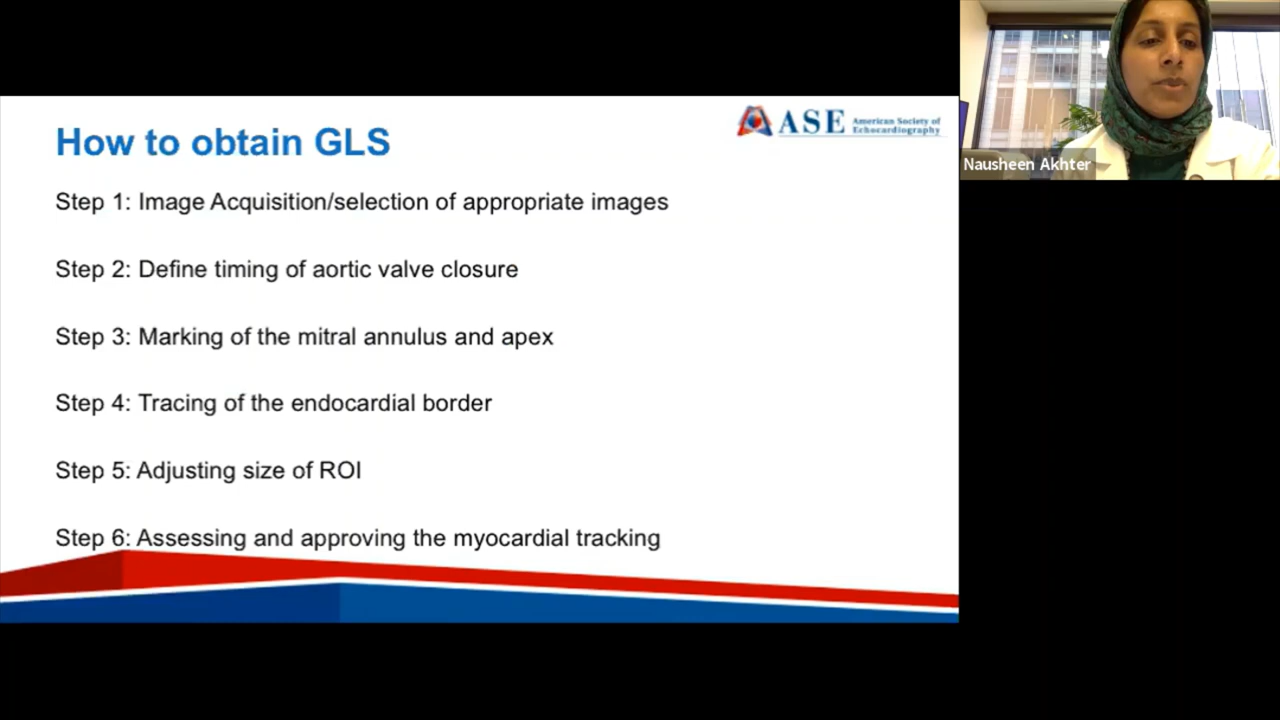 How to obtain GLS
ASE American Society of
Echocardiography
Step 1: Image Acquisition/selection of appropriate images
Step 2: Define timing of aortic valve closure
Step 3: Marking of the mitral annulus and apex
Step 4: Tracing of the endocardial border
Step 5: Adjusting size of ROI
Step 6: Assessing and approving the myocardial tracking
Nausheen Akhter